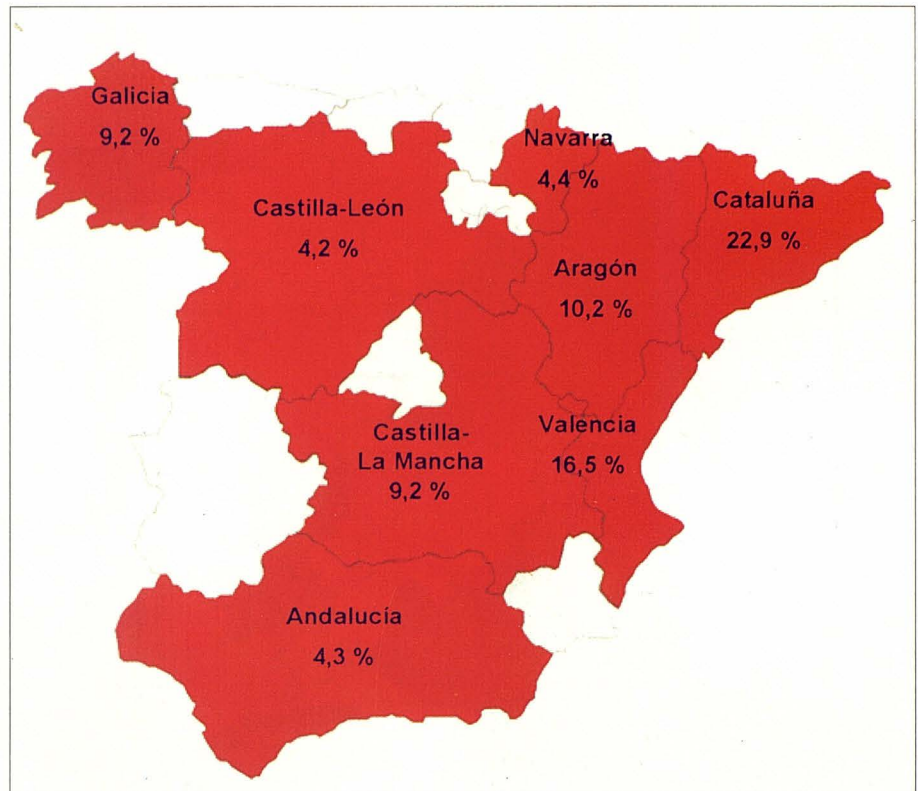 Galicia
9,2 %
Navarra
4,4 %
Castilla-León
4,2 %
Cataluña
22,9 %
Aragón
10,2 %
Valencia
16,5 %
Castilla-
La Mancha
9,2 %
Andalucía
4,3 %